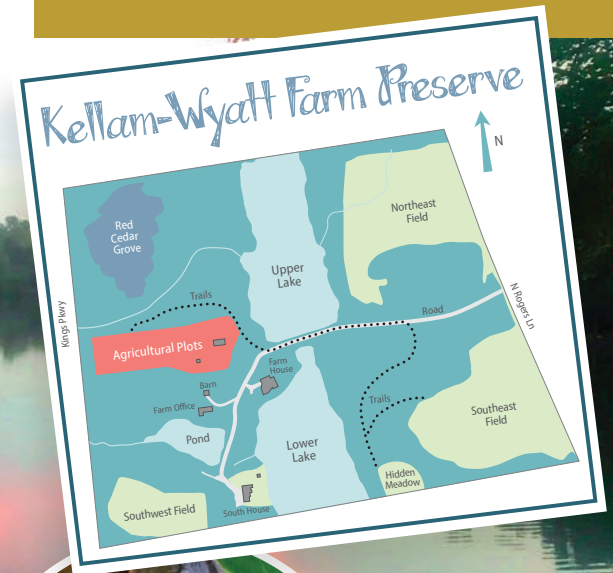 Kellam-Wyatt Farm Preserve
N
Red
Cedar
Grove
Northeast
Field
Upper
Lake
Kings Pkwy
Trails
Road
N Rogers Ln
Agricultural Plots
Farm
House
Barn
Farm Office
Trails
Pond
Southeast
Field
Lower
Lake
Hidden
Meadow
Southwest Field
South House